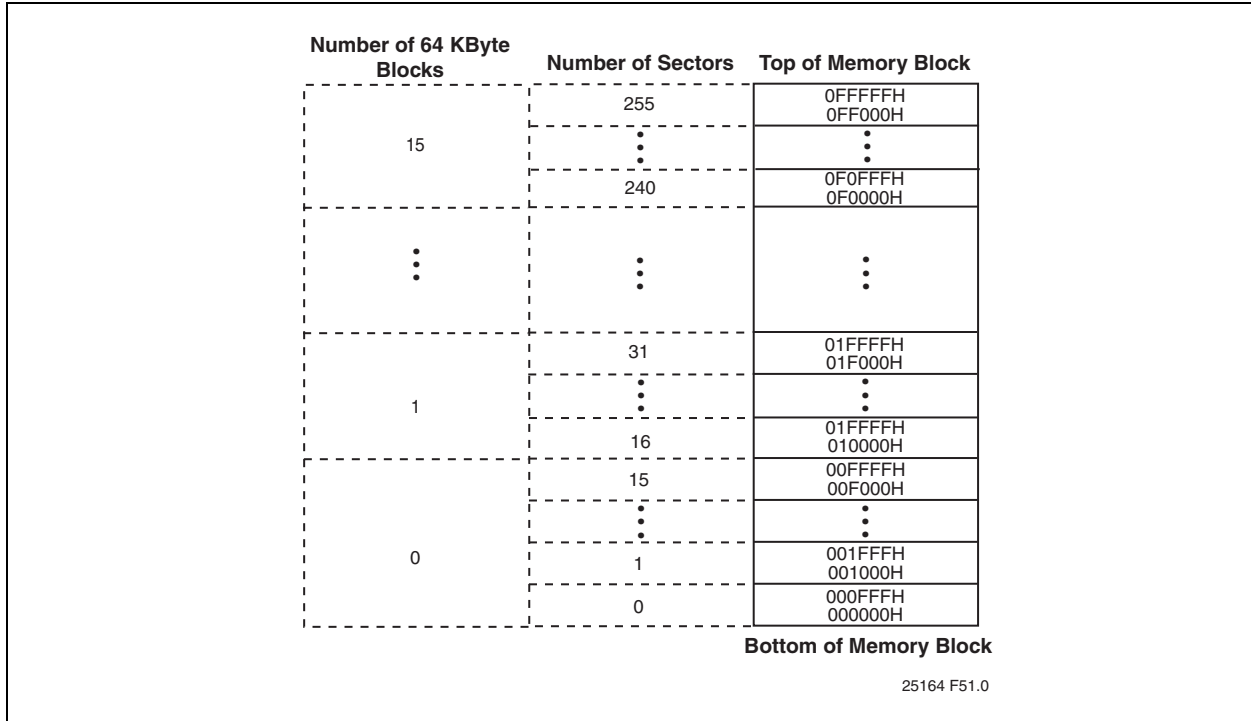 Number of 64 KByte
Blocks
Number of Sectors
Top of Memory Block
15
255
0FFFFFH
0FF000H
240
0F0FFFH
0F0000H
1
31
01FFFFH
01F000H
16
01FFFFH
010000H
0
15
00FFFFH
00F000H
1
001FFFH
001000H
0
000FFFH
000000H
Bottom of Memory Block
25164 F51.0